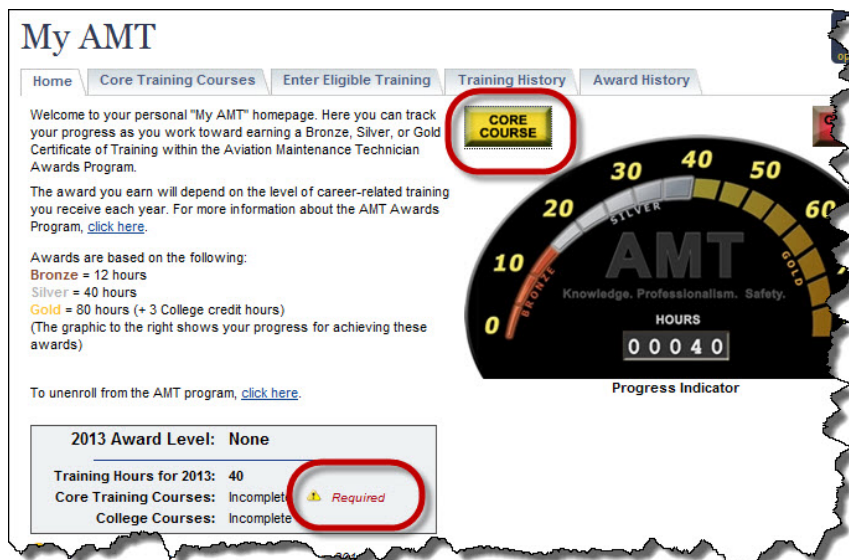 My AMT
Home
Core Training Courses
Enter Eligible Training
Training History
Award History
Welcome to your personal "My AMT" homepage. Here you can track
your progress as you work toward earning a Bronze, Silver, or Gold
Certificate of Training within the Aviation Maintenance Technician
Awards Program.
The award you earn will depend on the level of career-related training
you receive each year. For more information about the AMT Awards
Program, click here.
Awards are based on the following:
Bronze = 12 hours
Silver = 40 hours
Gold = 80 hours (+ 3 College credit hours)
(The graphic to the right shows your progress for achieving these
awards)
To unenroll from the AMT program, click here.
CORE
COURSE
0
10
20
30
40
50
60
BRONZE
SILVER
GOLD
AMT
Knowledge. Professionalism. Safety.
HOURS
00040
Progress Indicator
2013 Award Level: None
Training Hours for 2013: 40
Core Training Courses: Incomplete Required
College Courses: Incomplete